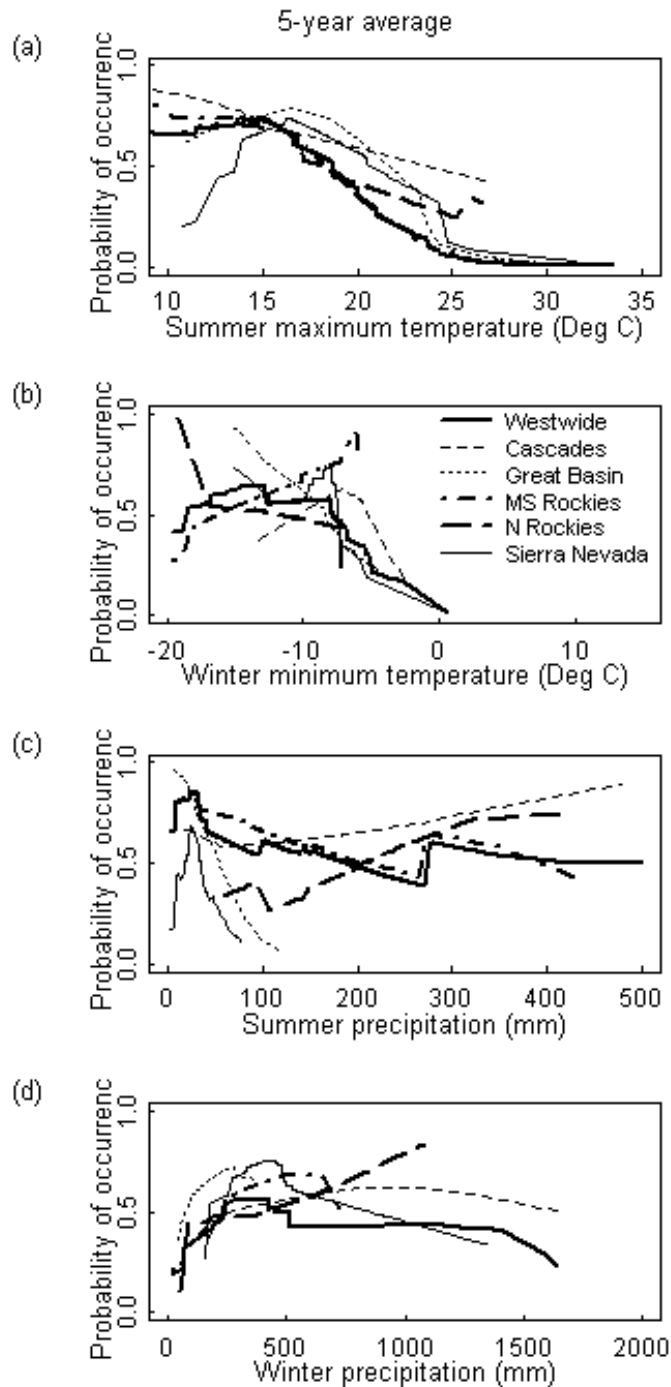 5-year average
(a)
Probability of occurrenc
0.0 0.5 1.0
10 15 20 25 30 35
Summer maximum temperature (Deg C)
(b)
Probability of occurrenc
0.0 0.5 1.0
Westwide
Cascades
Great Basin
MS Rockies
N Rockies
Sierra Nevada
-20 -10 0 10
Winter minimum temperature (Deg C)
(c)
Probability of occurrenc
0.0 0.5 1.0
0 100 200 300 400 500
Summer precipitation (mm)
(d)
Probability of occurrenc
0.0 0.5 1.0
0 500 1000 1500 2000
Winter precipitation (mm)